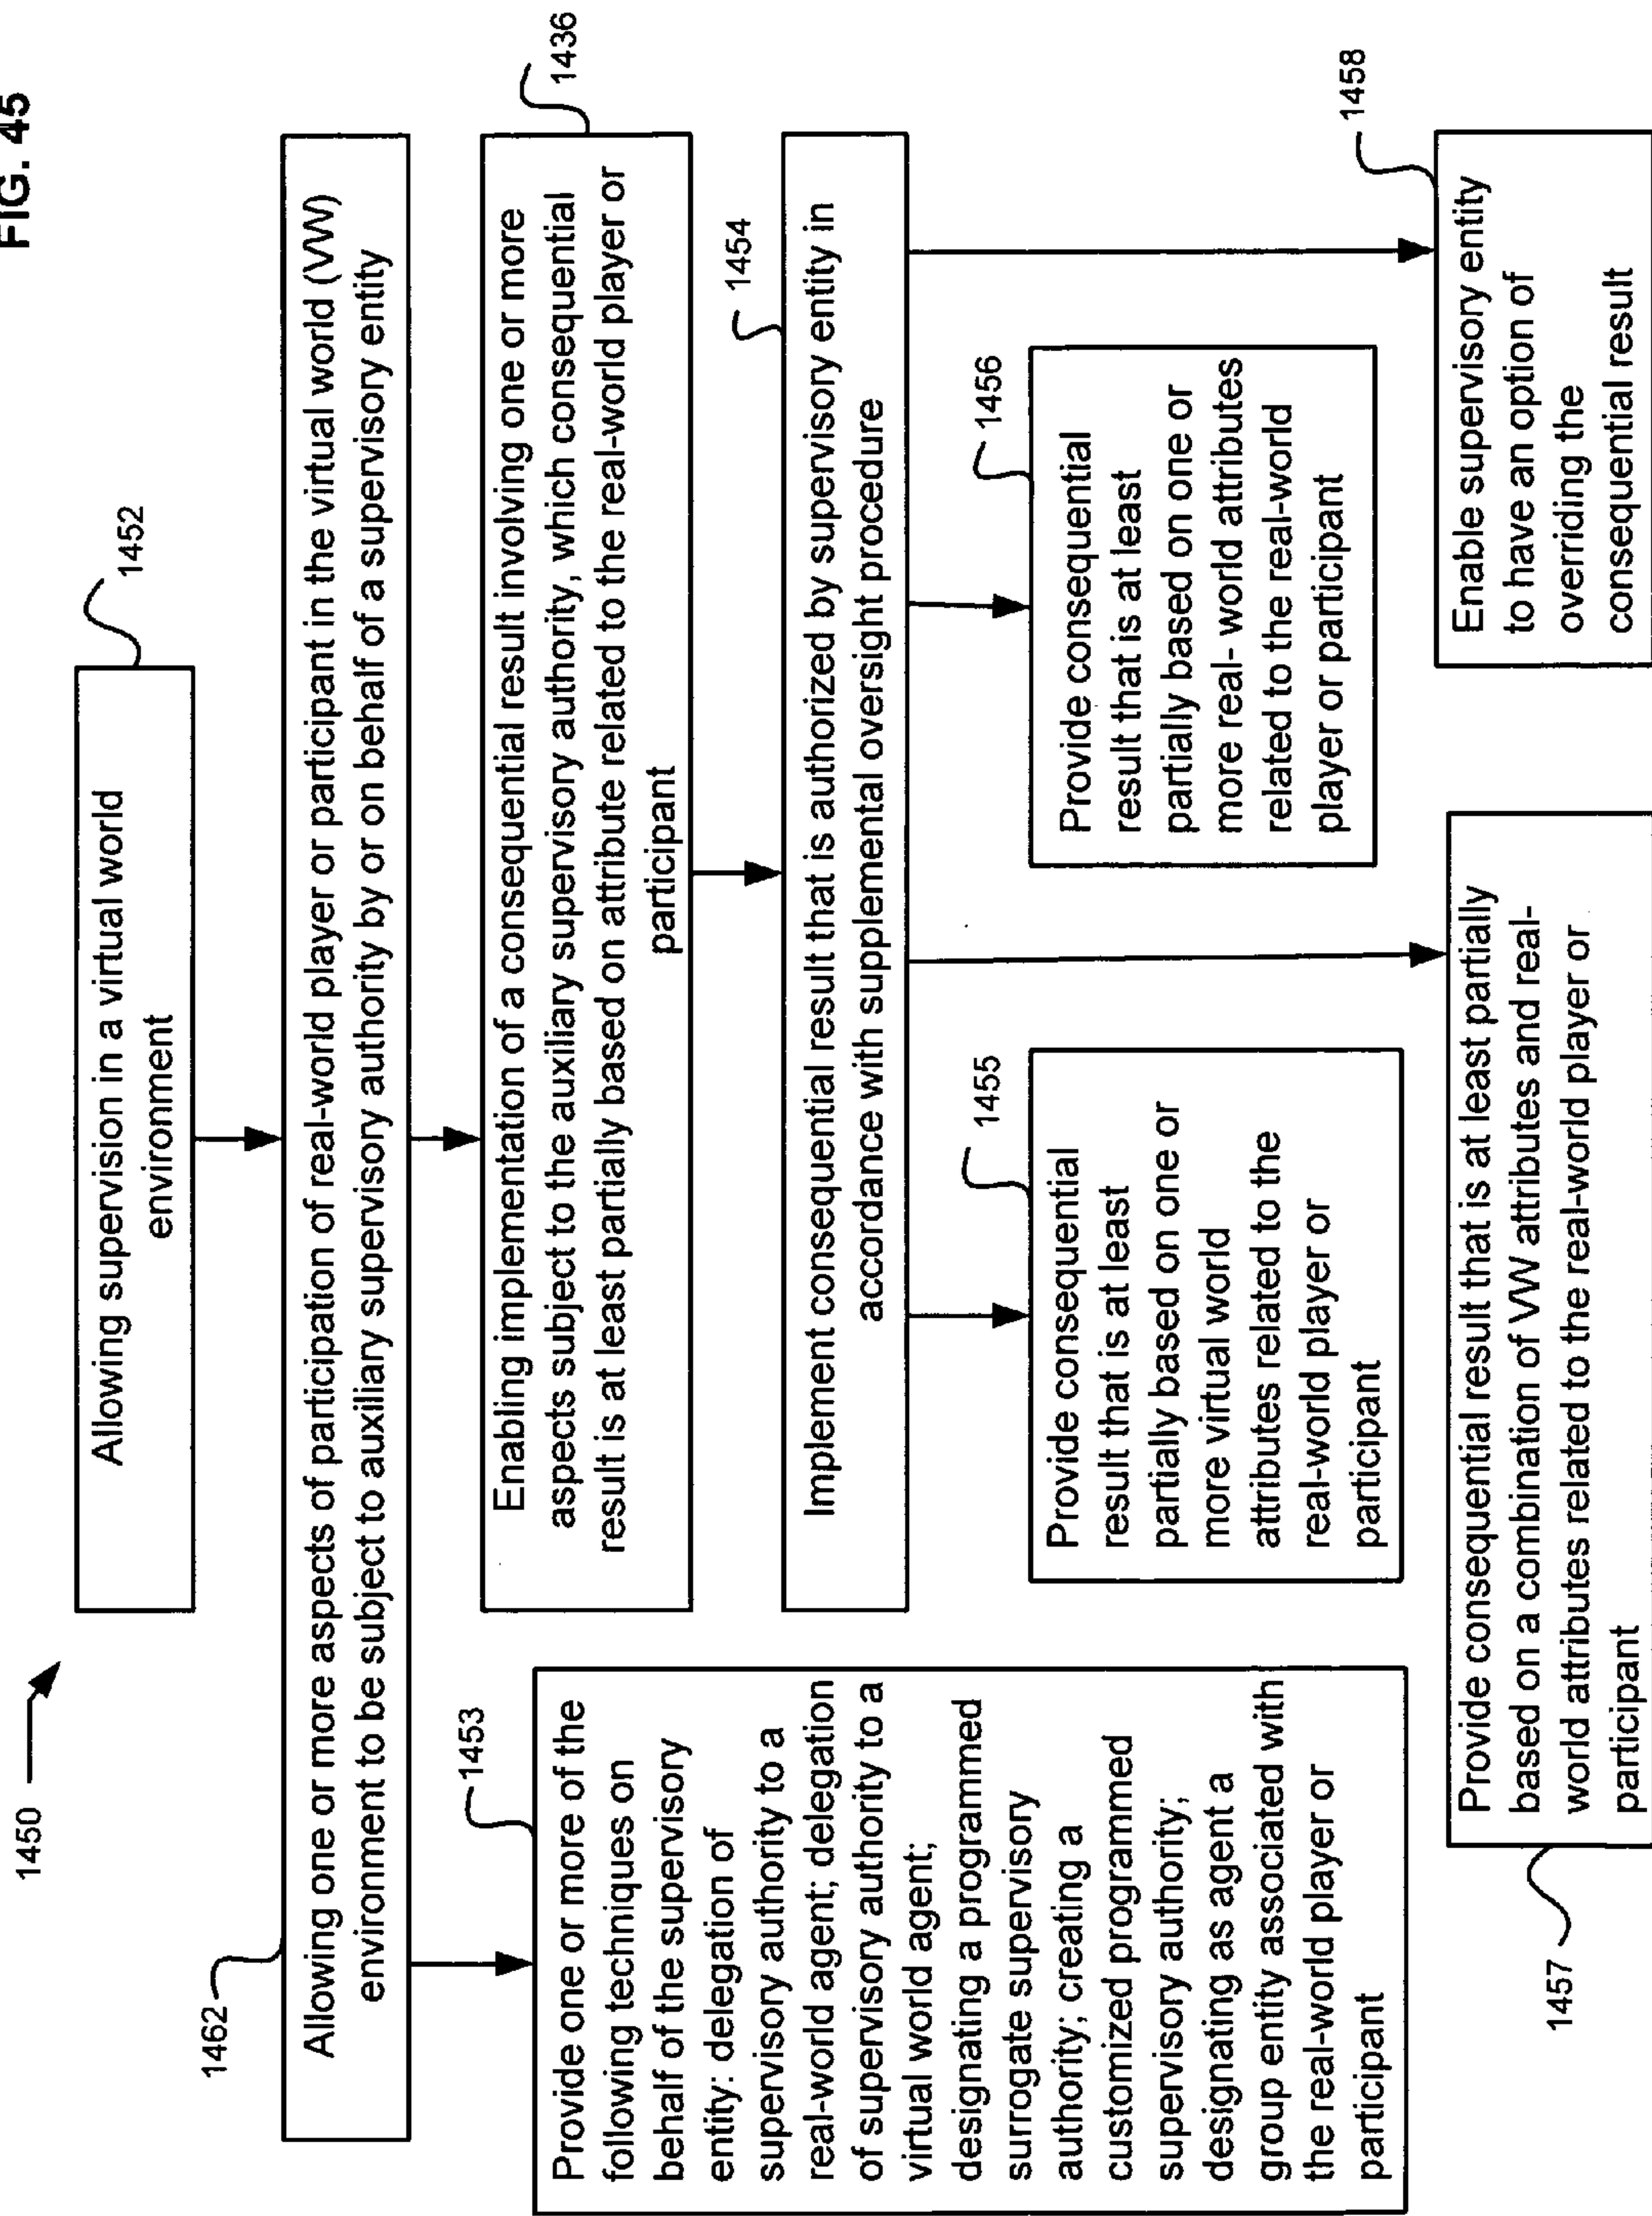 FIG. 45
1450
1452
Allowing supervision in a virtual world
environment
1462
Allowing one or more aspects of participation of real-world player or participant in the virtual world (VW)
environment to be subject to auxiliary supervisory authority by or on behalf of a supervisory entity
1436
Enabling implementation of a consequential result involving one or more
aspects subject to the auxiliary supervisory authority, which consequential
result is at least partially based on attribute related to the real-world player or
participant
1453
Provide one or more of the
following techniques on
behalf of the supervisory
entity: delegation of
supervisory authority to a
real-world agent; delegation
of supervisory authority to a
virtual world agent;
designating a programmed
surrogate supervisory
authority; creating a
customized programmed
supervisory authority;
designating as agent a
group entity associated with
the real-world player or
participant
1454
Implement consequential result that is authorized by supervisory entity in
accordance with supplemental oversight procedure
1455
Provide consequential
result that is at least
partially based on one or
more virtual world
attributes related to the
real-world player or
participant
1456
Provide consequential
result that is at least
partially based on one or
more real- world attributes
related to the real-world
player or participant
1457
Provide consequential result that is at least partially
based on a combination of VW attributes and real-
world attributes related to the real-world player or
participant
1458
Enable supervisory entity
to have an option of
overriding the
consequential result